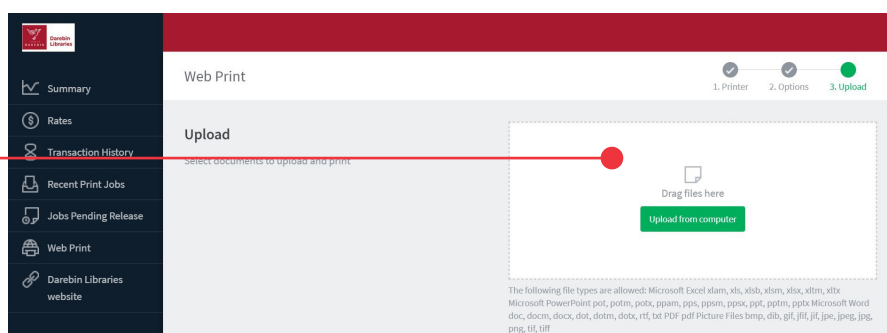 DAREBIN
Darebin
Libraries
Summary
Rates
Transaction History
Recent Print Jobs
Jobs Pending Release
Web Print
Darebin Libraries
website
Web Print
1. Printer
2. Options
3. Upload
Upload
Select documents to upload and print
Drag files here
Upload from computer
The following file types are allowed: Microsoft Excel xlam, xls, xlsb, xlsm, xlsx, xltm, xltx
Microsoft PowerPoint pot, potm, potx, ppam, pps, ppsm, ppsx, ppt, pptm, pptx Microsoft Word
doc, docm, docx, dot, dotm, dotx, rtf, txt PDF pdf Picture Files bmp, dib, gif, jfif, jif, jpe, jpeg, jpg,
png, tif, tiff